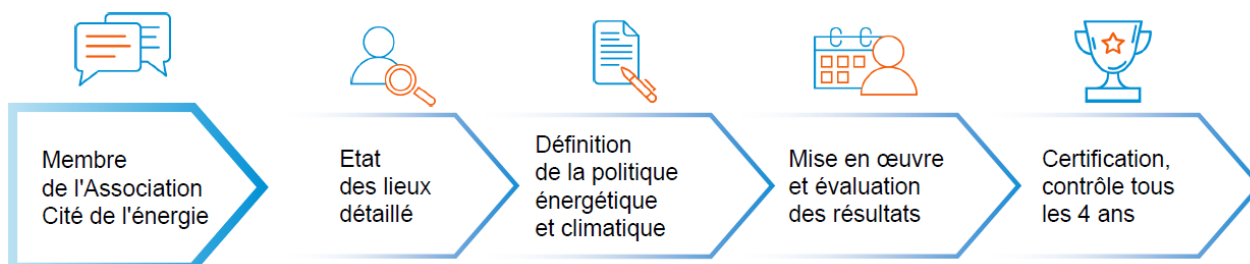 Membre
de l'Association
Cité de l'énergie
Etat
des lieux
détaillé
Définition
de la politique
énergétique
et climatique
Mise en œuvre
et évaluation
des résultats
Certification,
contrôle tous
les 4 ans